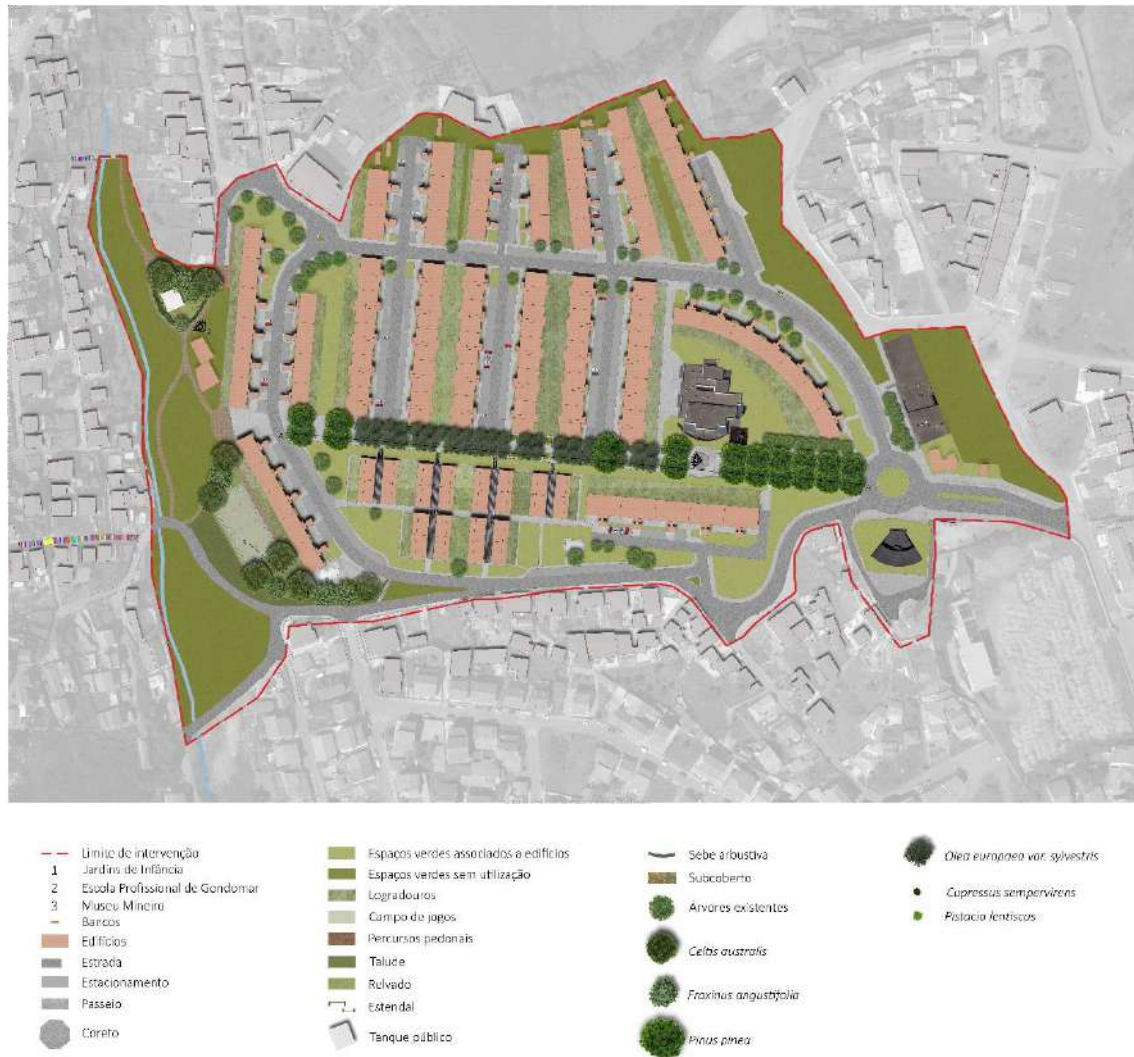 Limite de intervenção
1 Jardins de Infância
2 Escola Profissional de Gondomar
3 Museu Mineiro
Bancos
Edifícios
Estrada
Estacionamento
Passeio
Coreto
Espaços verdes associados a edifícios
Espaços verdes sem utilização
Logradouros
Campo de jogos
Percursos pedonais
Talude
Relvado
Estendal
Tanque público
Sebe arbustiva
Subcoberto
Árvores existentes
Celtis australis
Fraxinus angustifolia
Pinus pinea
Olea europaea var. sylvestris
Cupressus sempervirens
Pistacia lentiscos